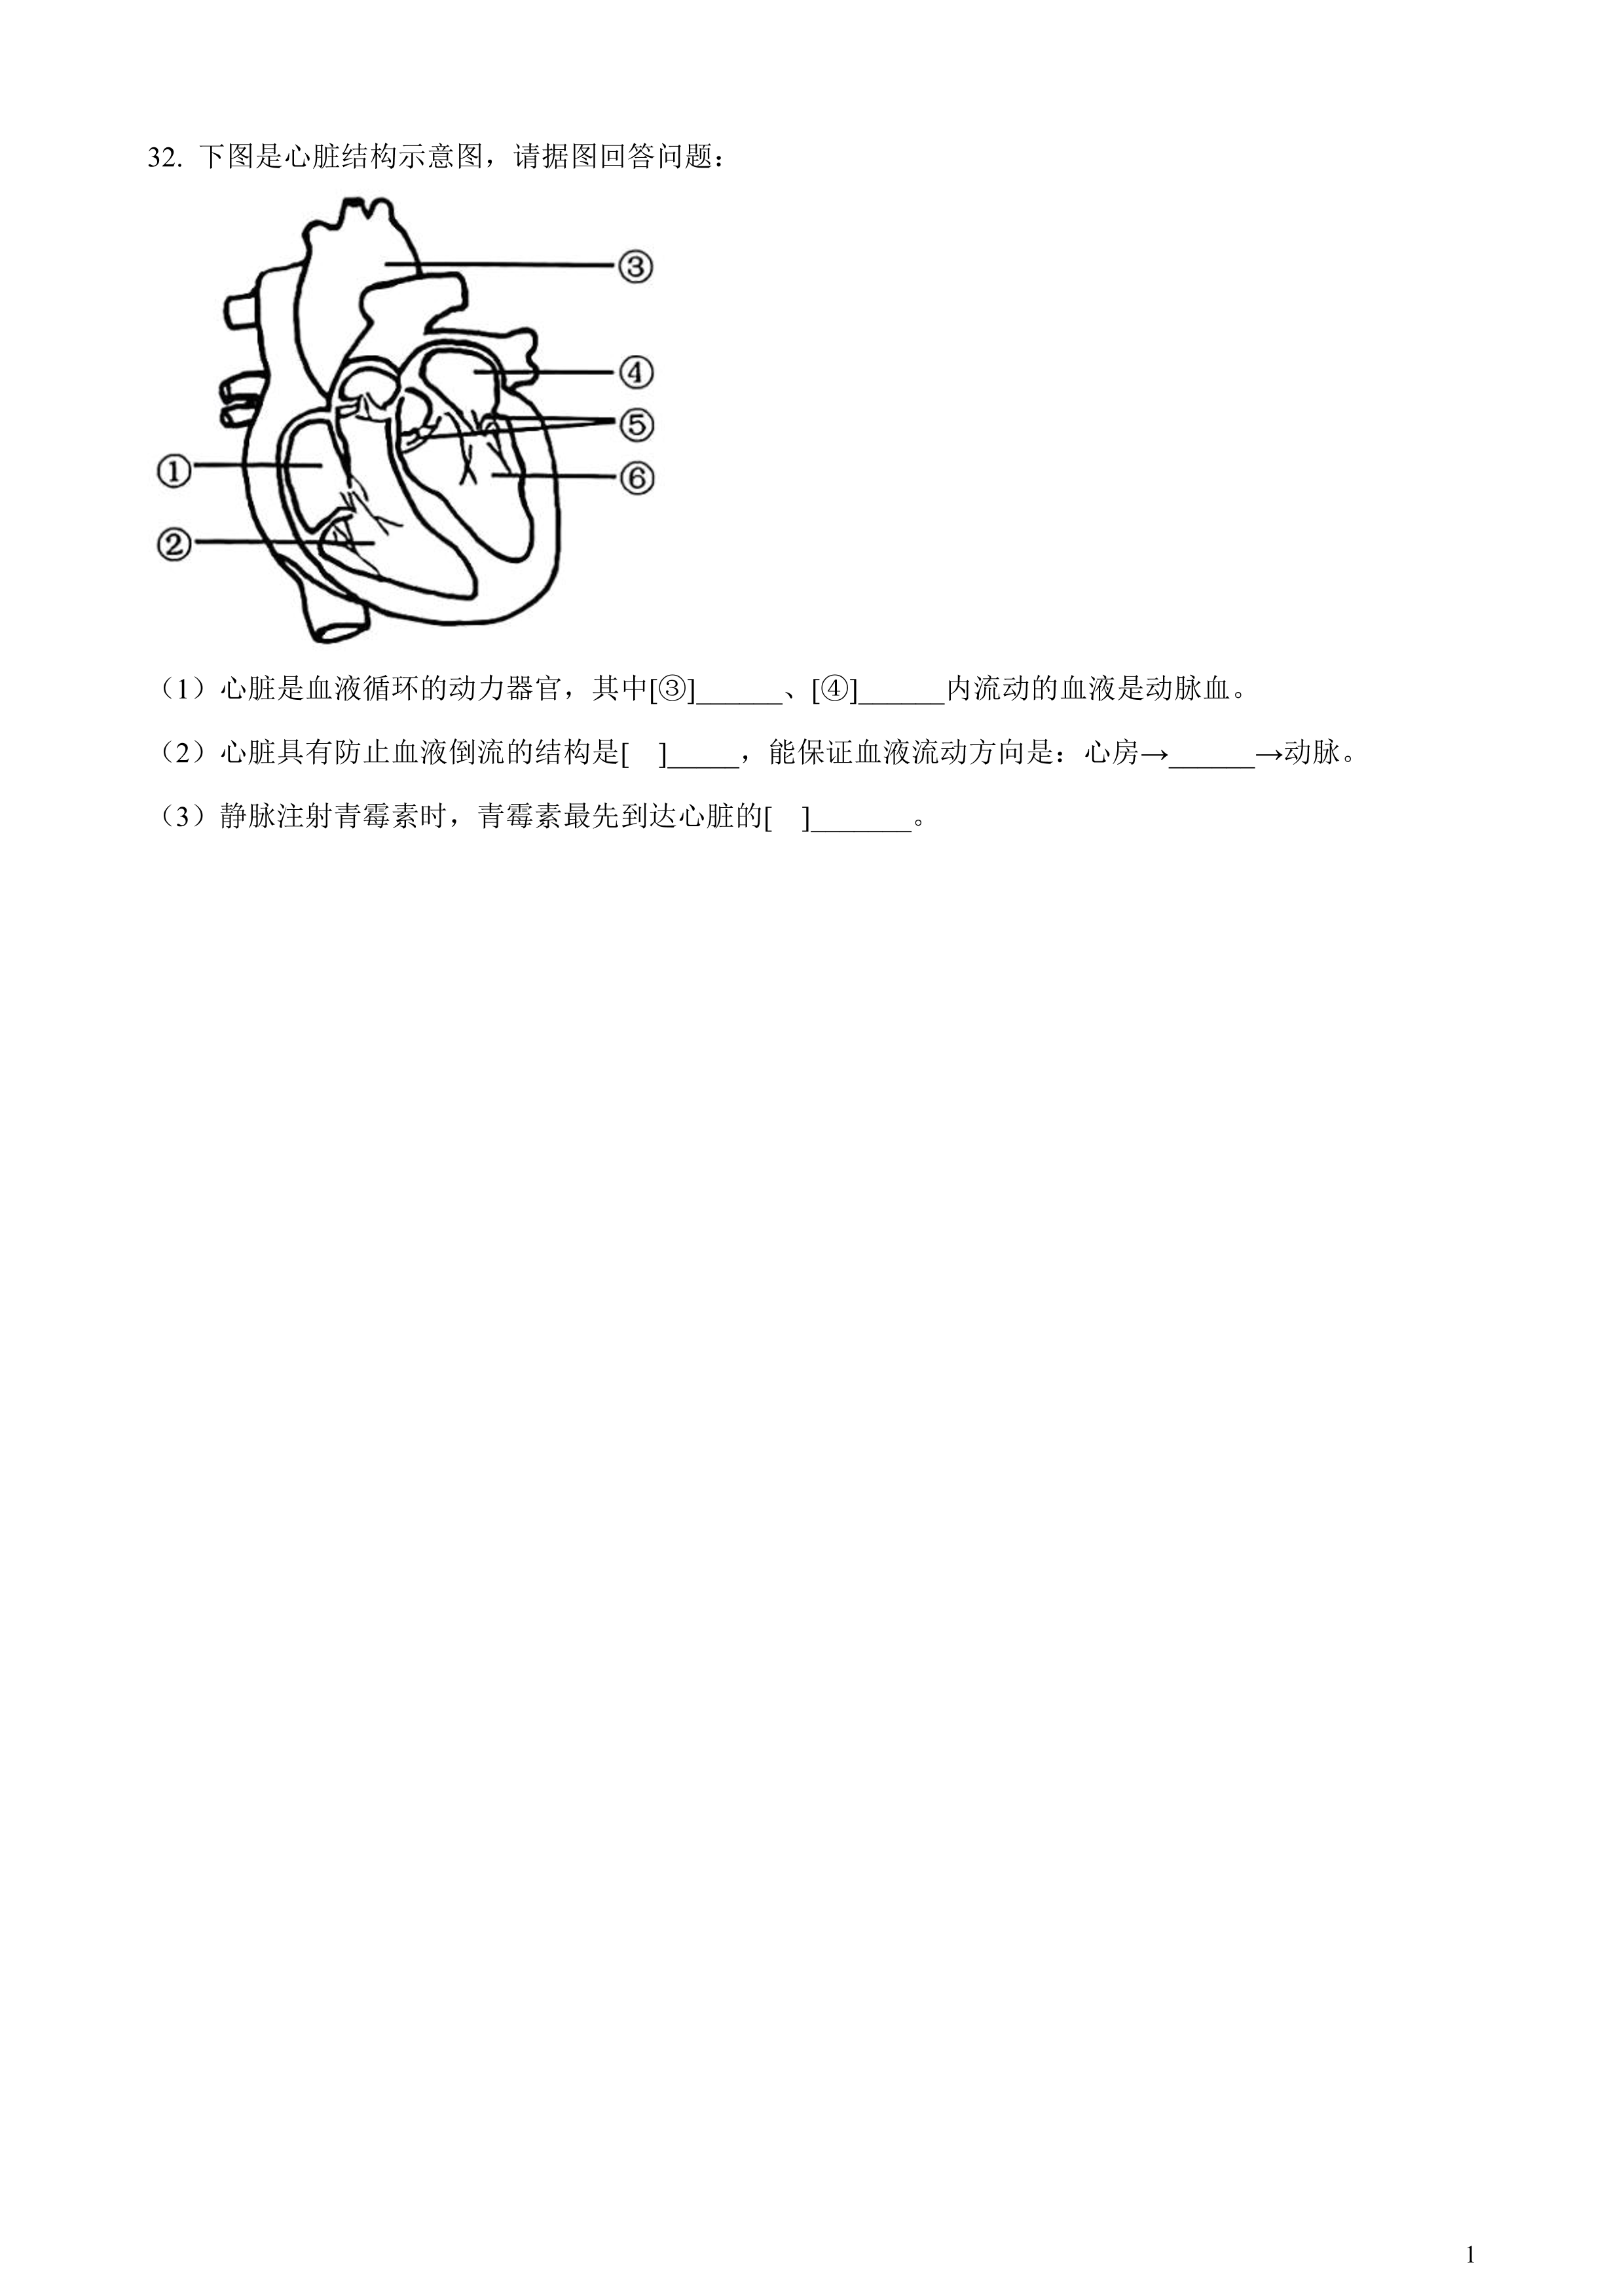 32. 下图是心脏结构示意图，请据图回答问题：
③
④
⑤
①
⑥
②
（1）心脏是血液循环的动力器官，其中[③]______、[④]______内流动的血液是动脉血。
（2）心脏具有防止血液倒流的结构是[　]_____，能保证血液流动方向是：心房→______→动脉。
（3）静脉注射青霉素时，青霉素最先到达心脏的[　]_______。
1